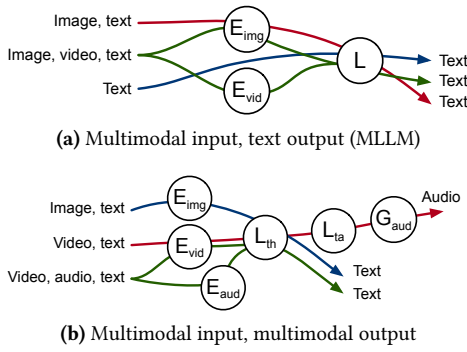 Image, text
E_img
Image, video, text
L
Text
Text
Text
Text
E_vid
(a) Multimodal input, text output (MLLM)
Audio
E_img
Image, text
G_aud
L_ta
L_th
Video, text
E_vid
Text
Video, audio, text
E_aud
Text
(b) Multimodal input, multimodal output